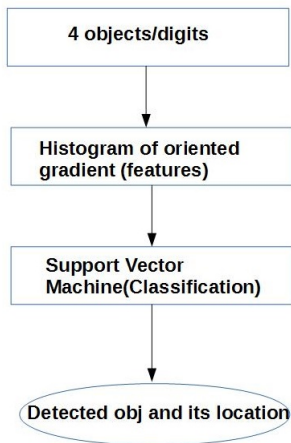 4 objects/digits
Histogram of oriented
gradient (features)
Support Vector
Machine(Classification)
Detected obj and its location